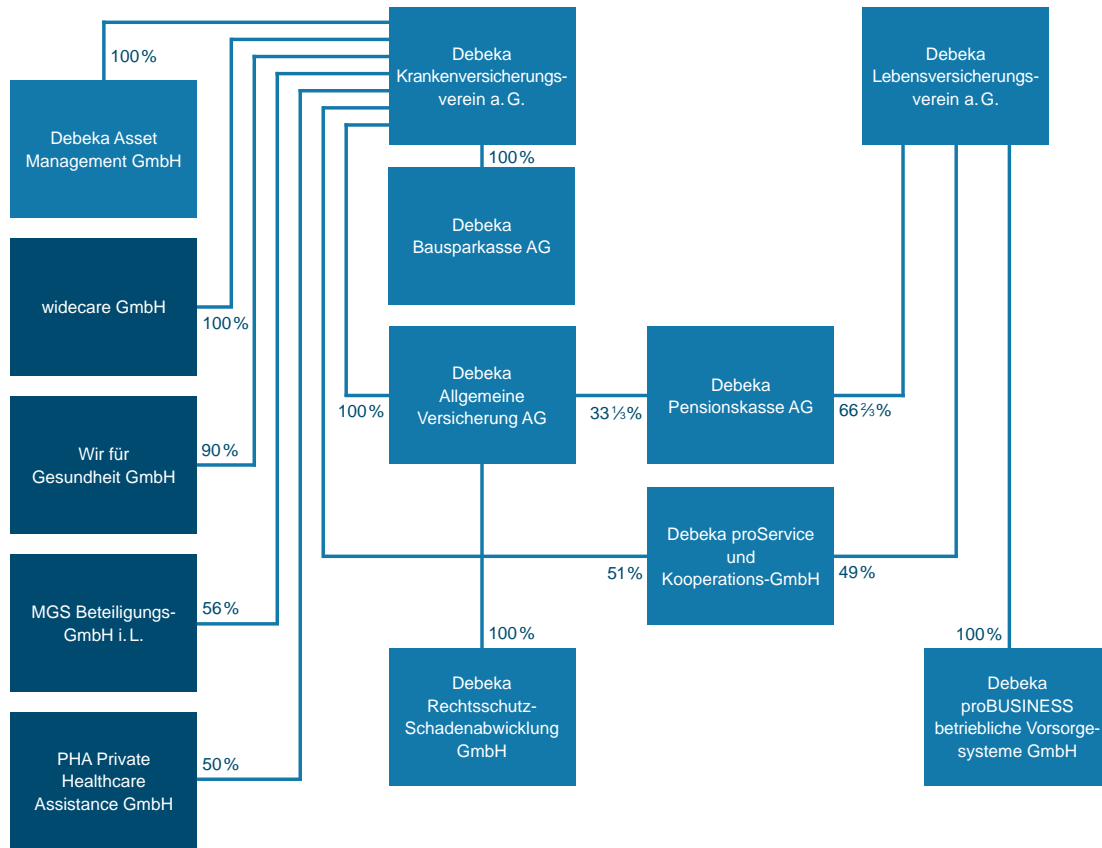 Debeka
Krankenversicherungs-
verein a. G.
Debeka
Lebensversicherungs-
verein a. G.
100 %
Debeka Asset
Management GmbH
100 %
Debeka
Bausparkasse AG
widecare GmbH
100 %
Debeka
Allgemeine
Versicherung AG
100 %
33 ⅓ %
Debeka
Pensionskasse AG
66 ⅔ %
Wir für
Gesundheit GmbH
90 %
Debeka proService
und
Kooperations-GmbH
51 %
49 %
MGS Beteiligungs-
GmbH i. L.
56 %
100 %
Debeka
Rechtsschutz-
Schadenabwicklung
GmbH
100 %
Debeka
proBUSINESS
betriebliche Vorsorge-
systeme GmbH
PHA Private
Healthcare
Assistance GmbH
50 %